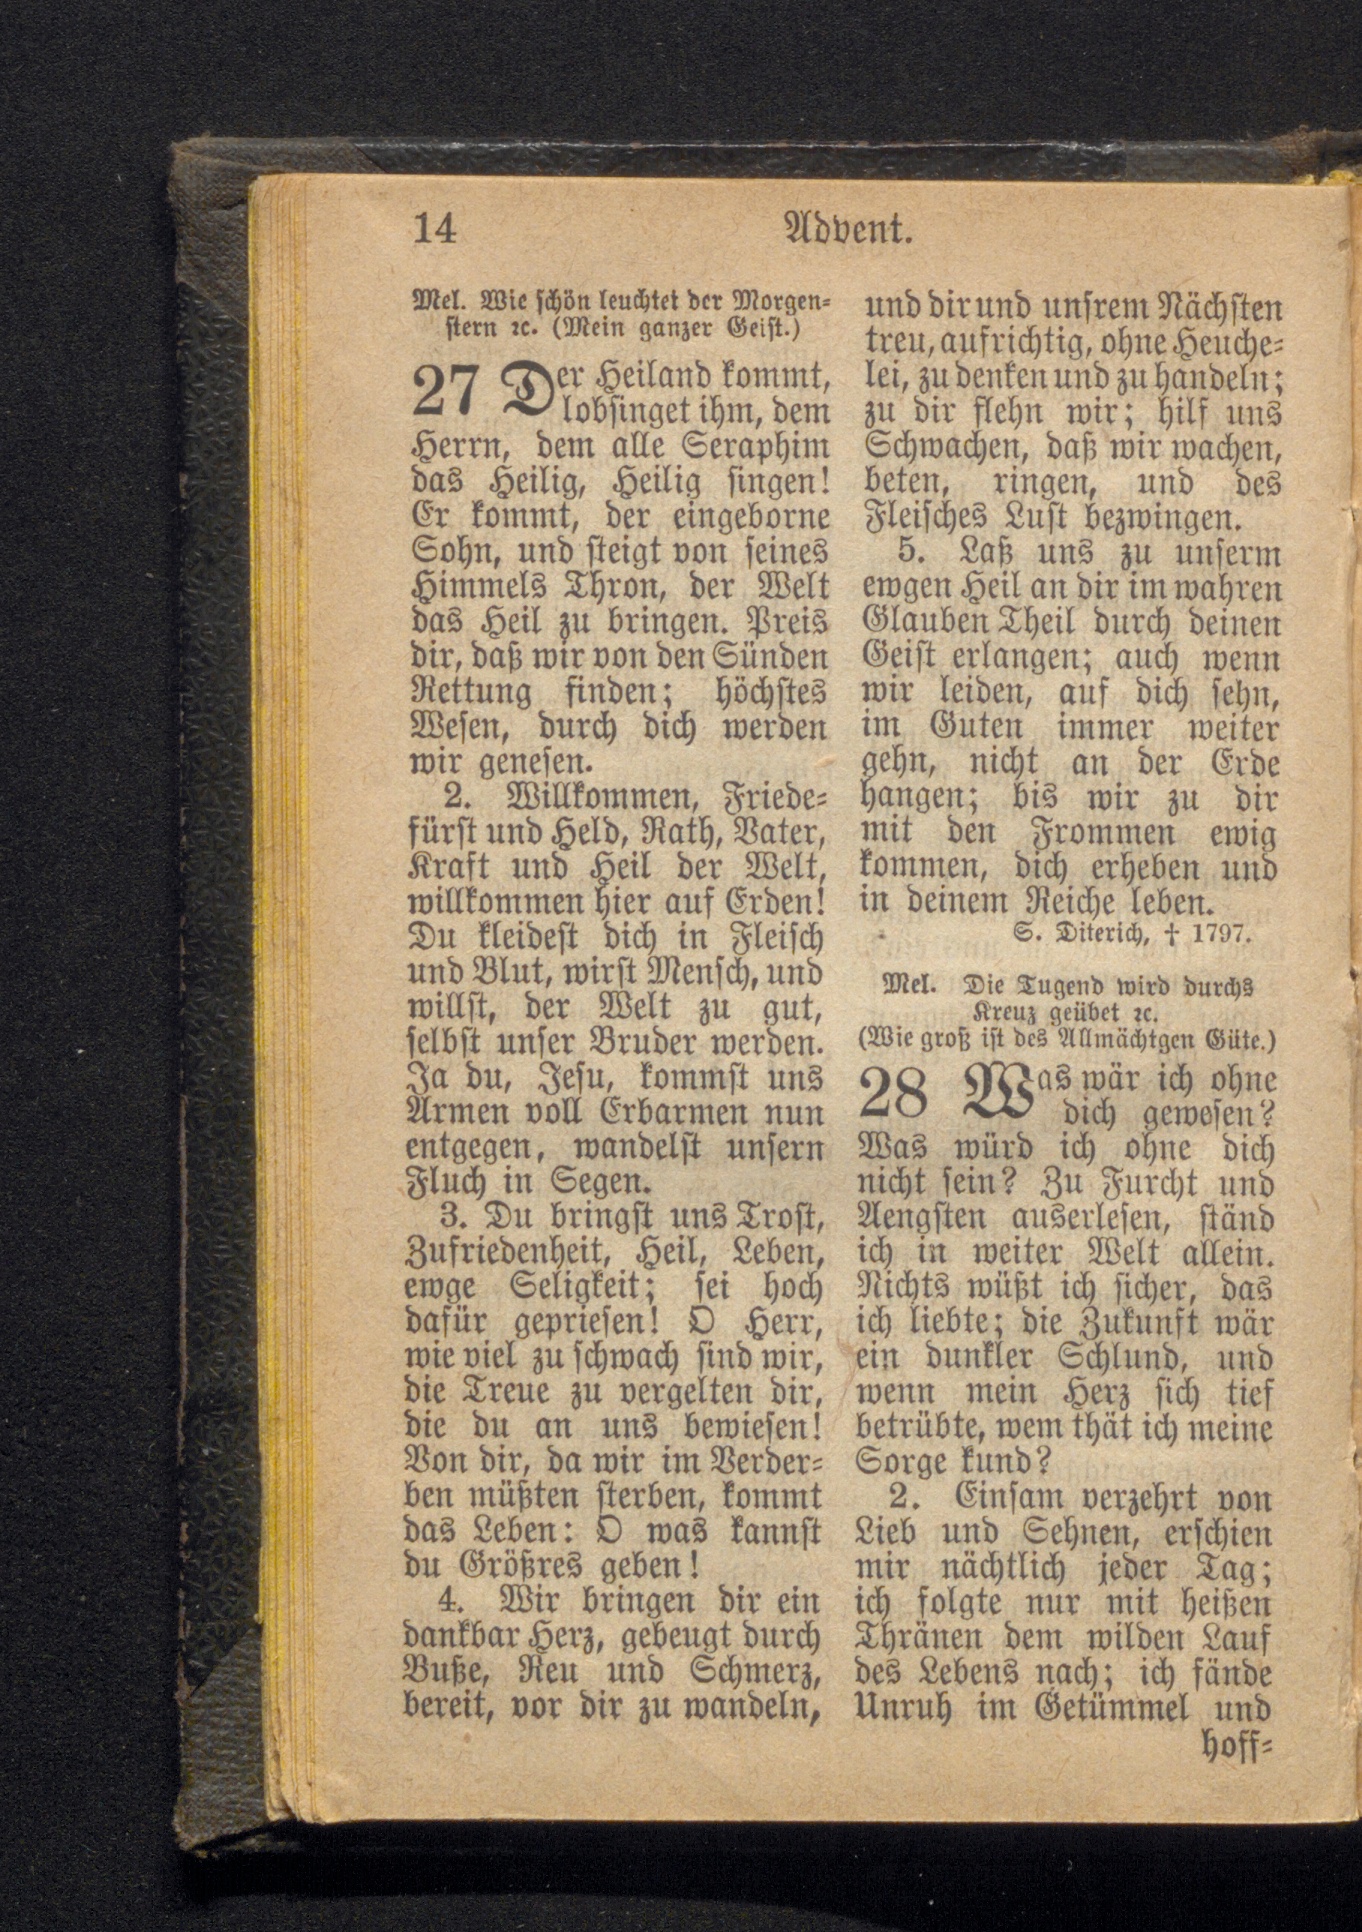 14
Advent.
Mel. Wie schön leuchtet der Morgen-
stern ꝛc. (Mein ganzer Geist.)
27 Der Heiland kommt,
lobsinget ihm, dem
Herrn, dem alle Seraphim
das Heilig, Heilig singen!
Er kommt, der eingeborne
Sohn, und steigt von seines
Himmels Thron, der Welt
das Heil zu bringen. Preis
dir, daß wir von den Sünden
Rettung finden; höchstes
Wesen, durch dich werden
wir genesen.
2. Willkommen, Friede-
fürst und Held, Rath, Vater,
Kraft und Heil der Welt,
willkommen hier auf Erden!
Du kleidest dich in Fleisch
und Blut, wirst Mensch, und
willst, der Welt zu gut,
selbst unser Bruder werden.
Ja du, Jesu, kommst uns
Armen voll Erbarmen nun
entgegen, wandelst unsern
Fluch in Segen.
3. Du bringst uns Trost,
Zufriedenheit, Heil, Leben,
ewge Seligkeit; sei hoch
dafür gepriesen! O Herr,
wie viel zu schwach sind wir,
die Treue zu vergelten dir,
die du an uns bewiesen!
Von dir, da wir im Verder-
ben müßten sterben, kommt
das Leben: O was kannst
du Größres geben!
4. Wir bringen dir ein
dankbar Herz, gebeugt durch
Buße, Reu und Schmerz,
bereit, vor dir zu wandeln,
und dir und unsrem Nächsten
treu, aufrichtig, ohne Heuche-
lei, zu denken und zu handeln;
zu dir flehn wir; hilf uns
Schwachen, daß wir wachen,
beten, ringen, und des
Fleisches Lust bezwingen.
5. Laß uns zu unserm
ewgen Heil an dir im wahren
Glauben Theil durch deinen
Geist erlangen; auch wenn
wir leiden, auf dich sehn,
im Guten immer weiter
gehn, nicht an der Erde
hangen; bis wir zu dir
mit den Frommen ewig
kommen, dich erheben und
in deinem Reiche leben.
S. Diterich, † 1797.
Mel. Die Tugend wird durchs
Kreuz geübet ꝛc.
(Wie groß ist des Allmächtgen Güte.)
28 Was wär ich ohne
dich gewesen?
Was würd ich ohne dich
nicht sein? Zu Furcht und
Aengsten auserlesen, ständ
ich in weiter Welt allein.
Nichts wüßt ich sicher, das
ich liebte; die Zukunft wär
ein dunkler Schlund, und
wenn mein Herz sich tief
betrübte, wem thät ich meine
Sorge kund?
2. Einsam verzehrt von
Lieb und Sehnen, erschien
mir nächtlich jeder Tag;
ich folgte nur mit heißen
Thränen dem wilden Lauf
des Lebens nach; ich fände
Unruh im Getümmel und
hoff-